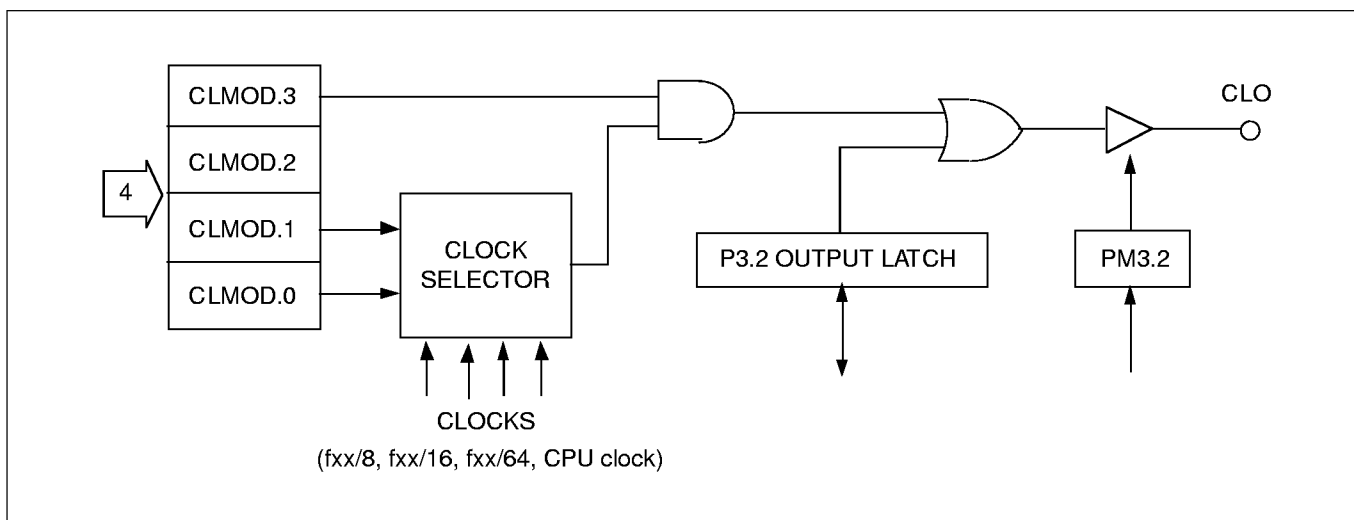 CLMOD.3
CLMOD.2
CLMOD.1
CLMOD.0
4
CLOCK
SELECTOR
CLOCKS
(fxx/8, fxx/16, fxx/64, CPU clock)
P3.2 OUTPUT LATCH
PM3.2
CLO